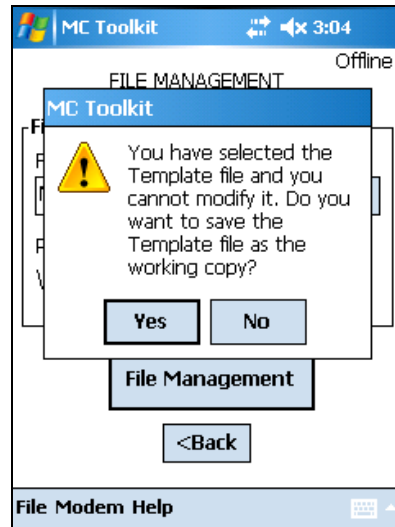 MC Toolkit 3:04
Offline
FILE MANAGEMENT
MC Toolkit
You have selected the
Template file and you
cannot modify it. Do you
want to save the
Template file as the
working copy?
Yes No
File Management
<Back
File Modem Help